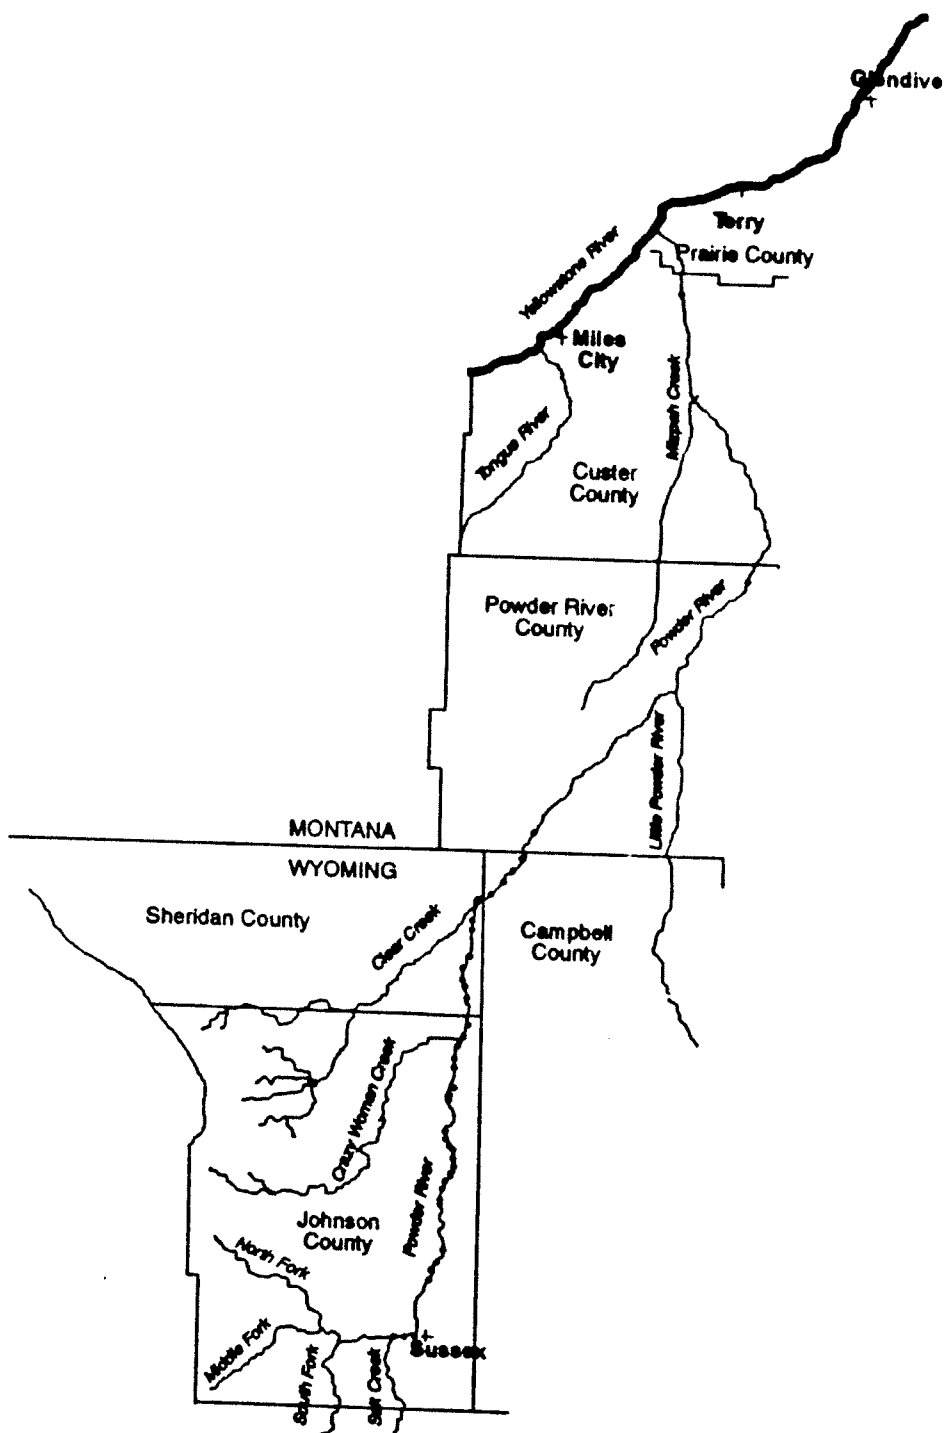 Glendive
Terry
Prairie County
Yellowstone River
Miles
City
Mizpah Creek
Tongue River
Custer
County
Powder River
County
Powder River
Little Powder River
MONTANA
WYOMING
Sheridan County
Clear Creek
Campbell
County
Crazy Woman Creek
Powder River
Johnson
County
North Fork
Middle Fork
Sussex
South Fork
Salt Creek